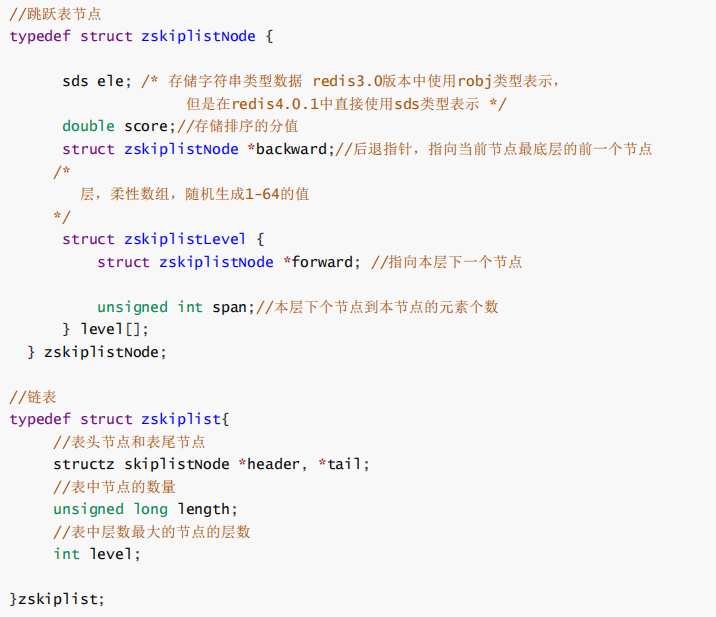 //跳跃表节点
typedef struct zskiplistNode {
sds ele; /* 存储字符串类型数据 redis3.0版本中使用robj类型表示，
但是在redis4.0.1中直接使用sds类型表示 */
double score;//存储排序的分值
struct zskiplistNode *backward;//后退指针，指向当前节点最底层的前一个节点
/*
层，柔性数组，随机生成1-64的值
*/
struct zskiplistLevel {
struct zskiplistNode *forward; //指向本层下一个节点
unsigned int span;//本层下个节点到本节点的元素个数
} level[];
} zskiplistNode;
//链表
typedef struct zskiplist{
//表头节点和表尾节点
structz skiplistNode *header, *tail;
//表中节点的数量
unsigned long length;
//表中层数最大的节点的层数
int level;
}zskiplist;